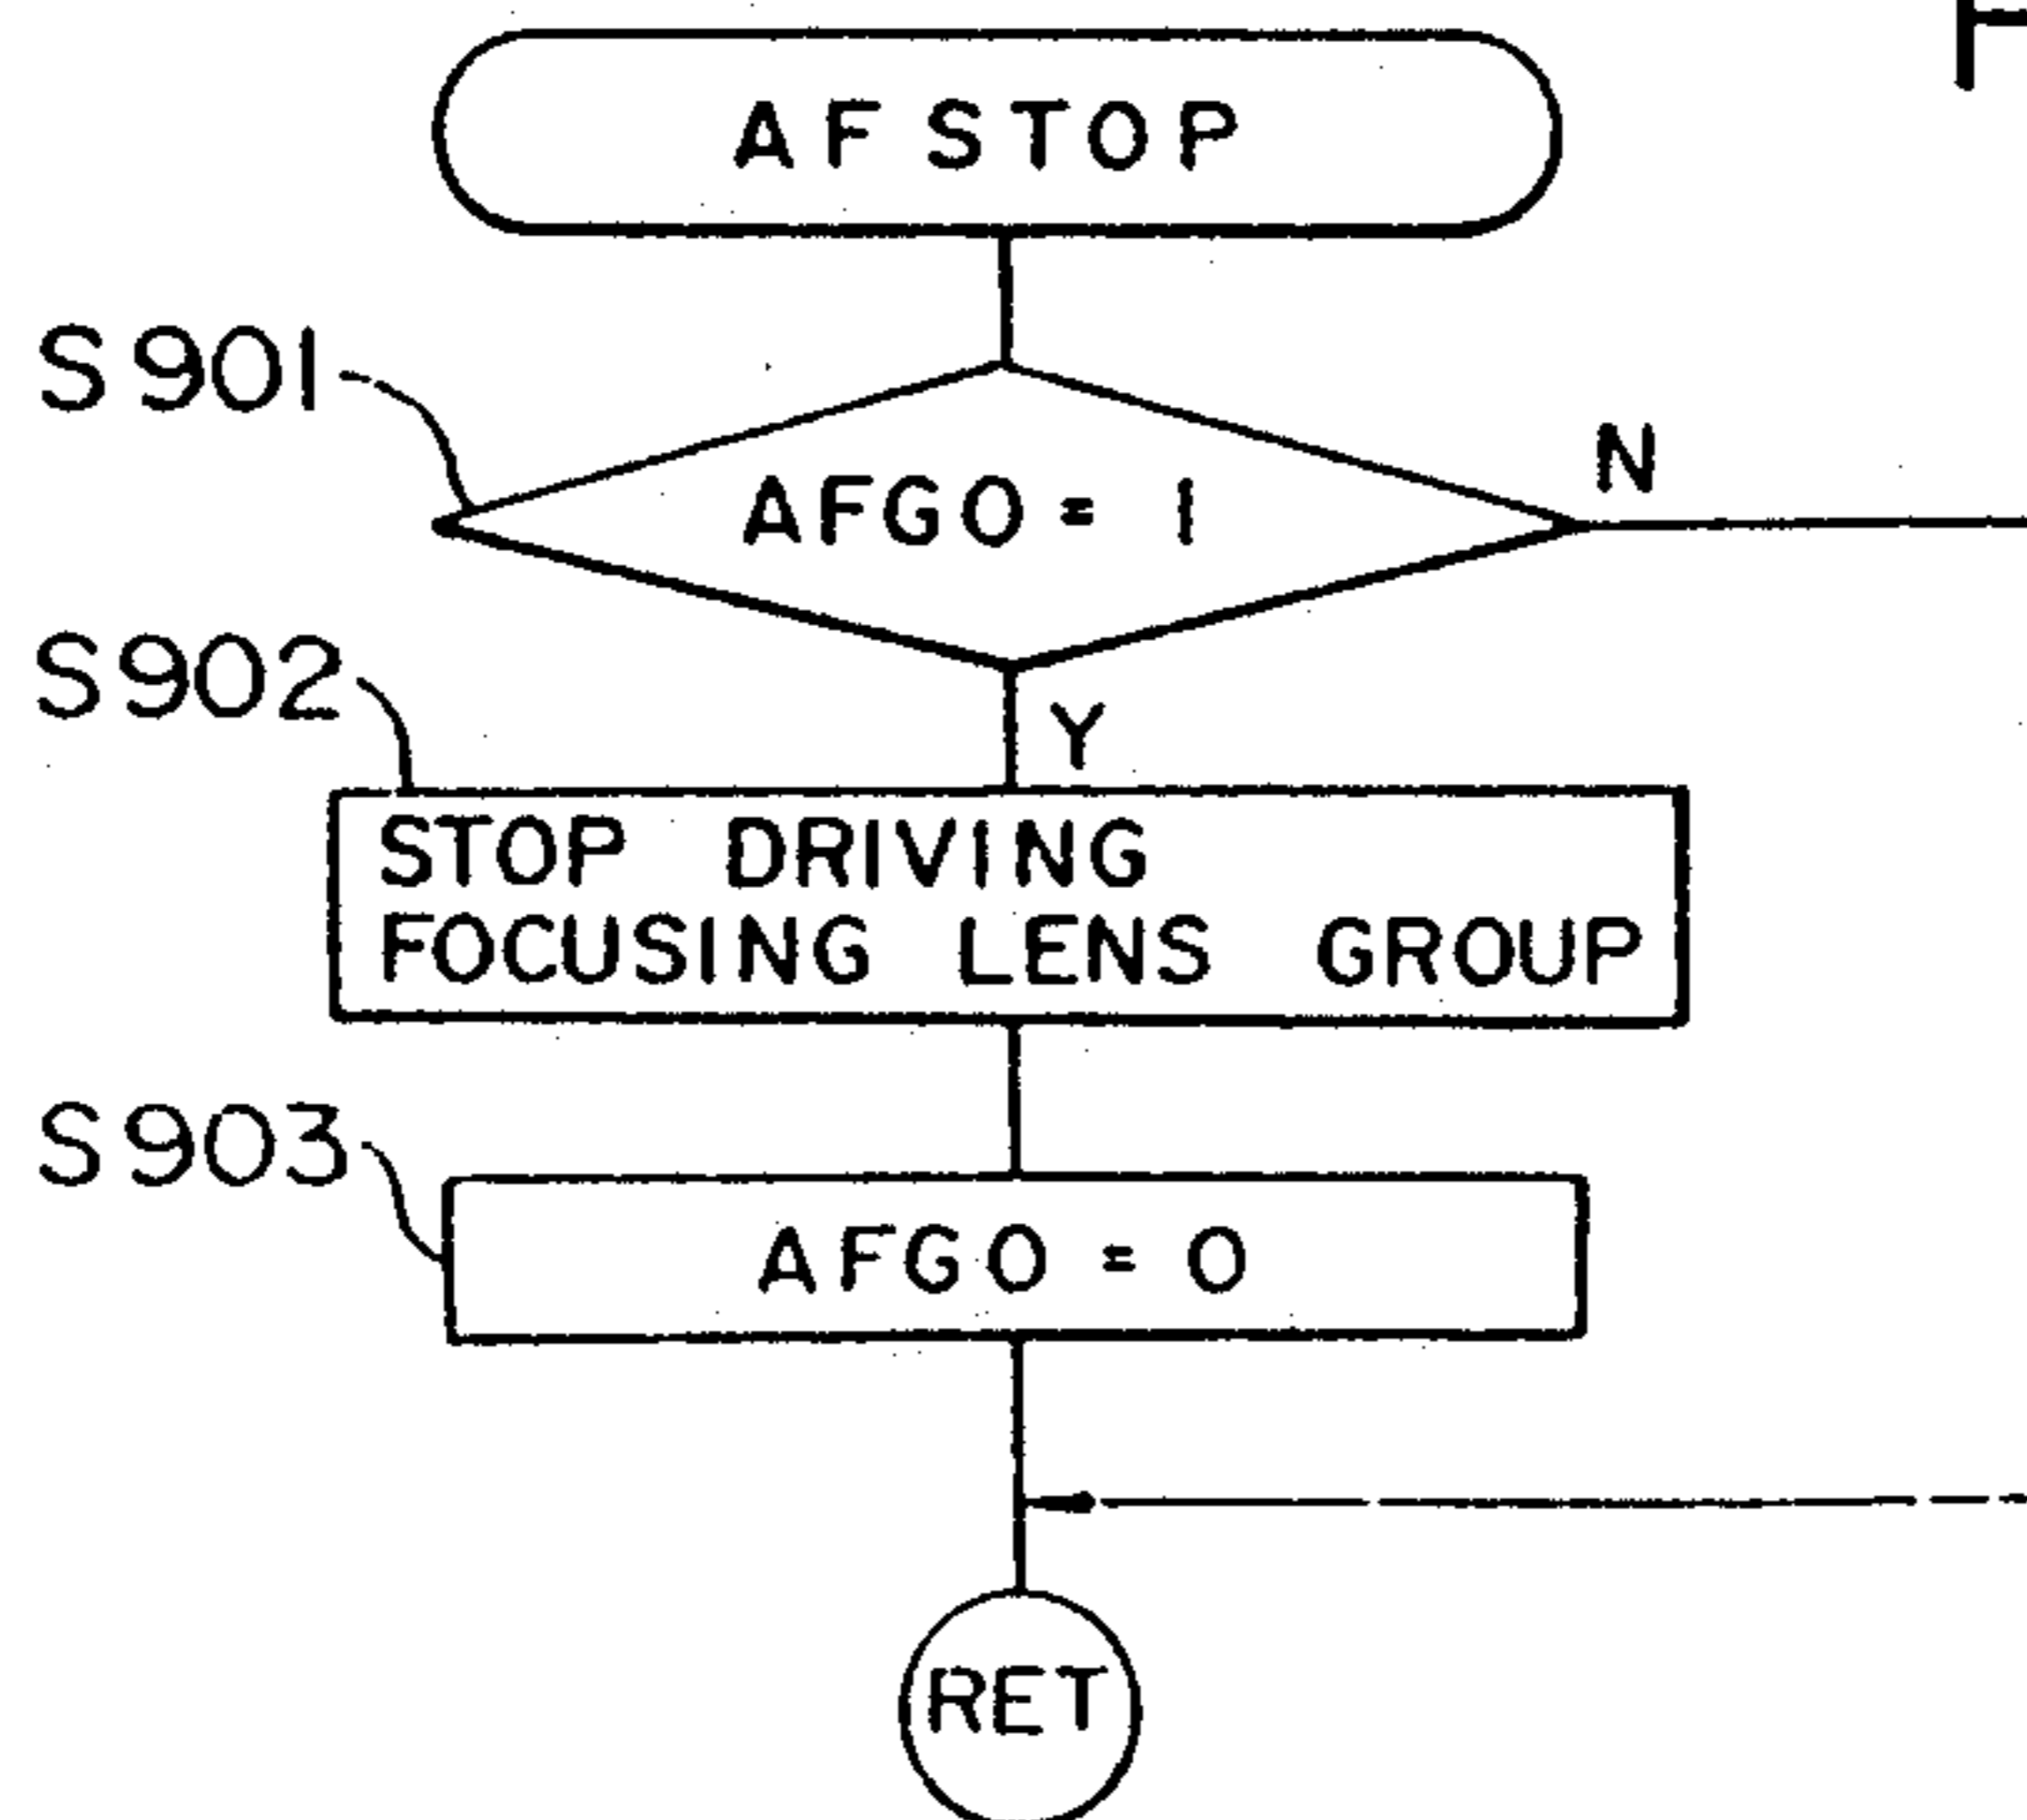 AF STOP
S901
AFGO = 1
N
S902
Y
STOP DRIVING
FOCUSING LENS GROUP
S903
AFGO = 0
RET